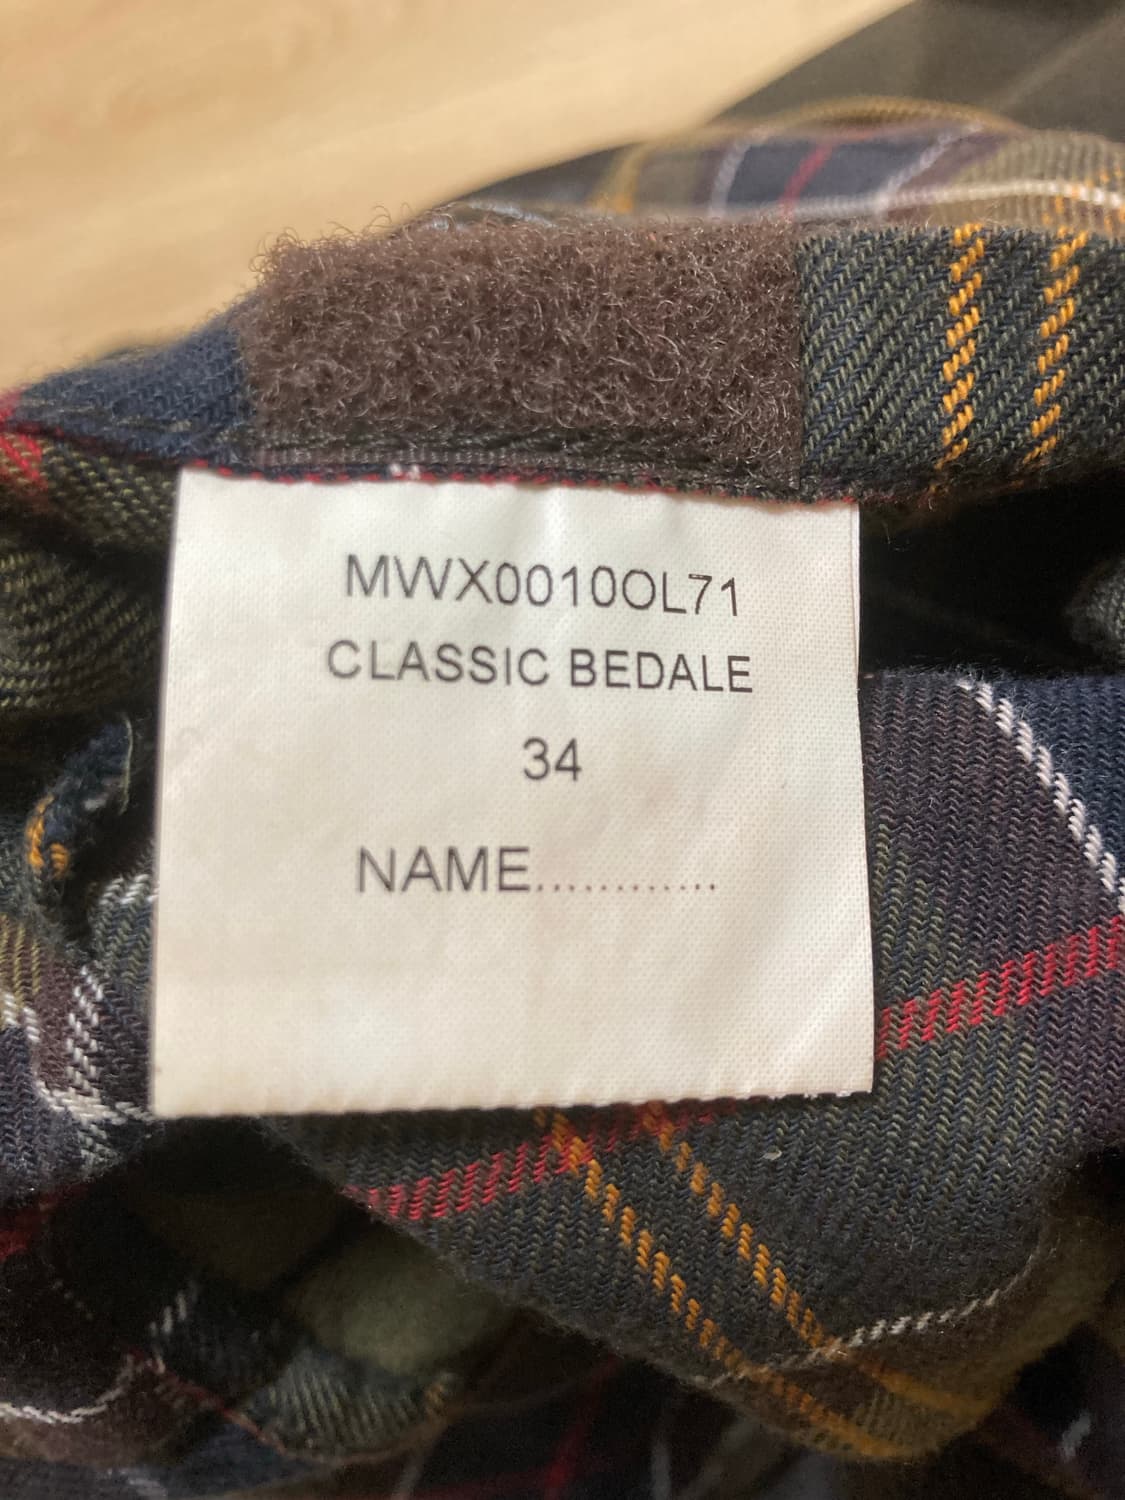 MWX0010OL71
CLASSIC BEDALE
34
NAME............